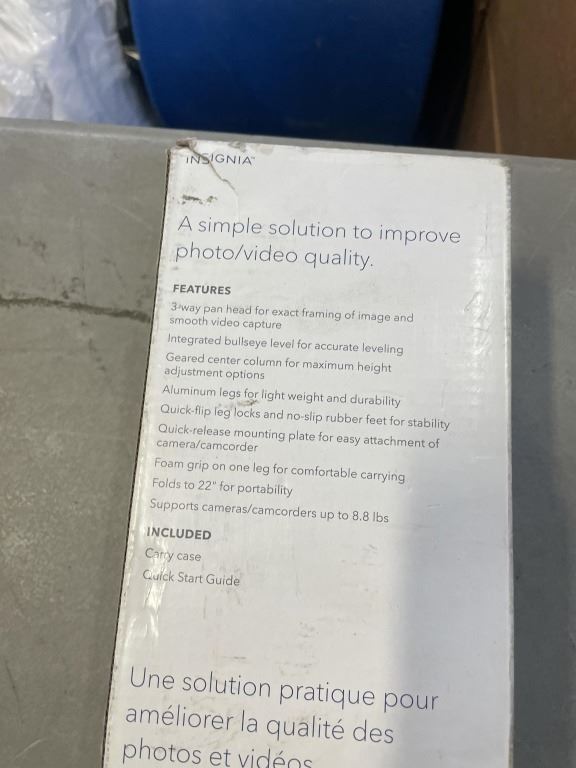 INSIGNIA™
A simple solution to improve
photo/video quality.
FEATURES
3-way pan head for exact framing of image and
smooth video capture
Integrated bullseye level for accurate leveling
Geared center column for maximum height
adjustment options
Aluminum legs for light weight and durability
Quick-flip leg locks and no-slip rubber feet for stability
Quick-release mounting plate for easy attachment of
camera/camcorder
Foam grip on one leg for comfortable carrying
Folds to 22" for portability
Supports cameras/camcorders up to 8.8 lbs
INCLUDED
Carry case
Quick Start Guide
Une solution pratique pour
améliorer la qualité des
photos et vidéos